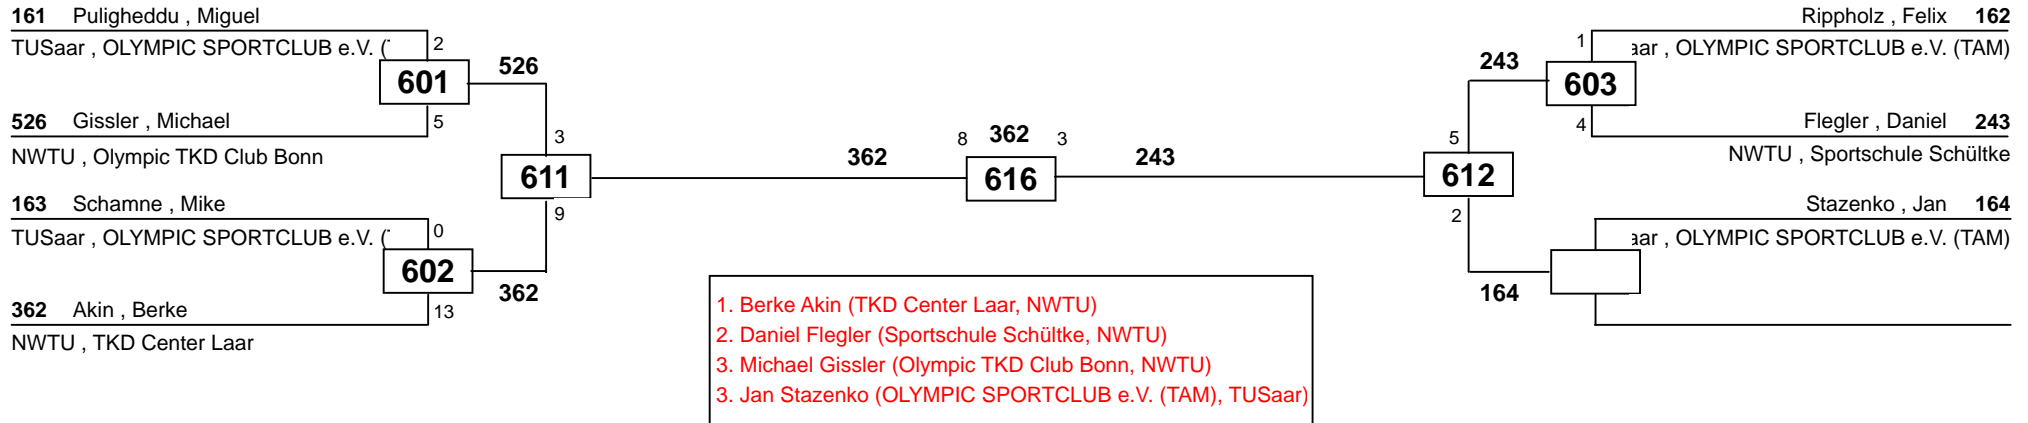 161 Puligheddu , Miguel
TUSaar , OLYMPIC SPORTCLUB e.V. (
2
601
526
5
526 Gissler , Michael
NWTU , Olympic TKD Club Bonn
3
611
9
163 Schamne , Mike
TUSaar , OLYMPIC SPORTCLUB e.V. (
0
602
362
13
362 Akin , Berke
NWTU , TKD Center Laar
362
8 362 3
616
243
Rippholz , Felix 162
aar , OLYMPIC SPORTCLUB e.V. (TAM)
1
243
603
4
Flegler , Daniel 243
NWTU , Sportschule Schültke
5
612
2
Stazenko , Jan 164
aar , OLYMPIC SPORTCLUB e.V. (TAM)
164
1. Berke Akin (TKD Center Laar, NWTU)
2. Daniel Flegler (Sportschule Schültke, NWTU)
3. Michael Gissler (Olympic TKD Club Bonn, NWTU)
3. Jan Stazenko (OLYMPIC SPORTCLUB e.V. (TAM), TUSaar)